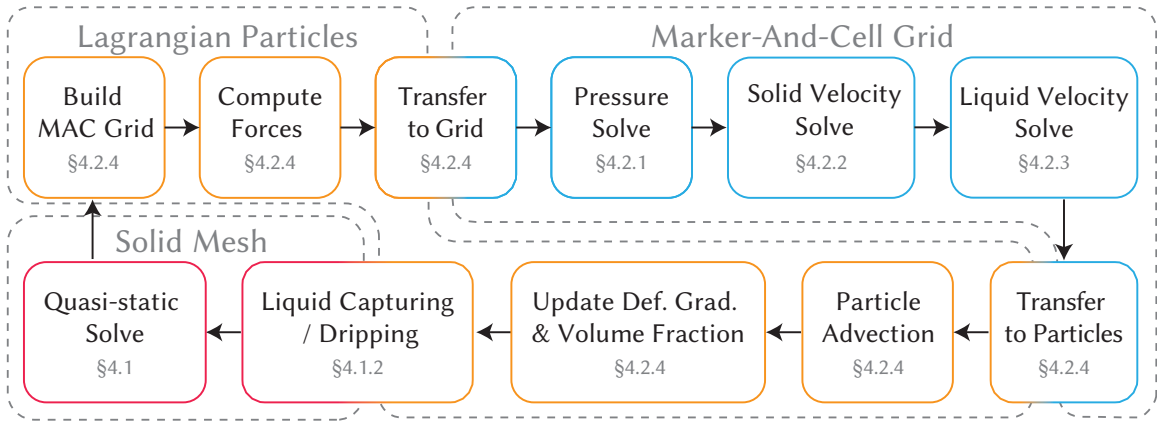 Lagrangian Particles
Marker-And-Cell Grid
Build
MAC Grid
§4.2.4
Compute
Forces
§4.2.4
Transfer
to Grid
§4.2.4
Pressure
Solve
§4.2.1
Solid Velocity
Solve
§4.2.2
Liquid Velocity
Solve
§4.2.3
Solid Mesh
Quasi-static
Solve
§4.1
Liquid Capturing
/ Dripping
§4.1.2
Update Def. Grad.
& Volume Fraction
§4.2.4
Particle
Advection
§4.2.4
Transfer
to Particles
§4.2.4